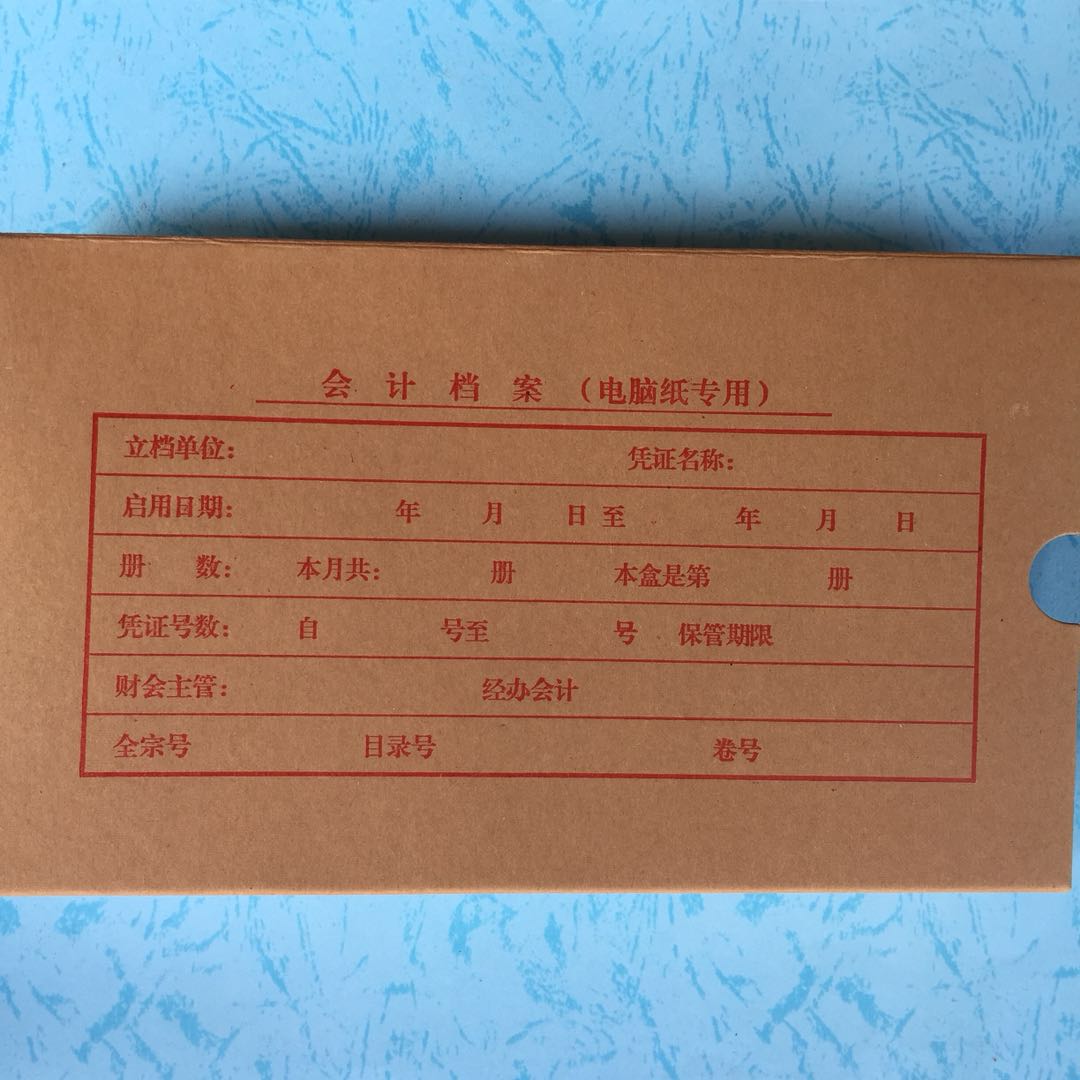 会计档案（电脑纸专用）
立档单位： 凭证名称：
启用日期： 年 月 日 至 年 月 日
册 数： 本月共： 册 本盒是第 册
凭证号数： 自 号至 号 保管期限
财会主管： 经办会计
全宗号 目录号 卷号